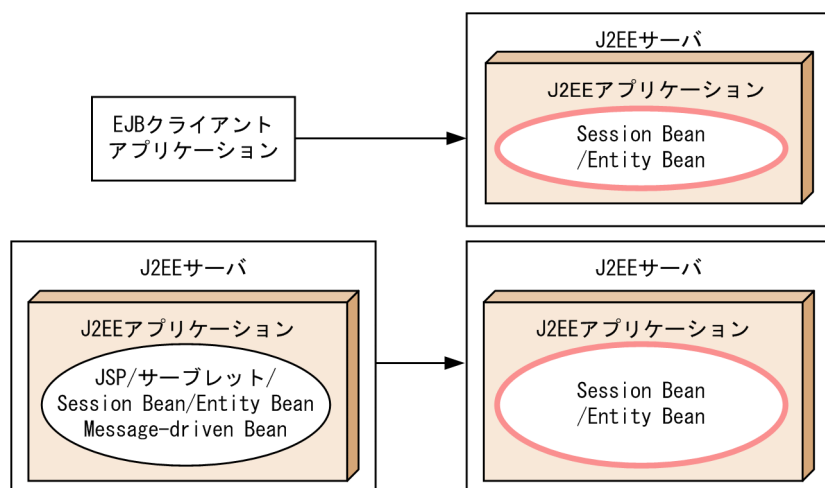 J2EEサーバ
J2EEアプリケーション
EJBクライアント
アプリケーション
Session Bean
/Entity Bean
J2EEサーバ
J2EEアプリケーション
JSP/サーブレット/
Session Bean/Entity Bean
Message-driven Bean
J2EEサーバ
J2EEアプリケーション
Session Bean
/Entity Bean